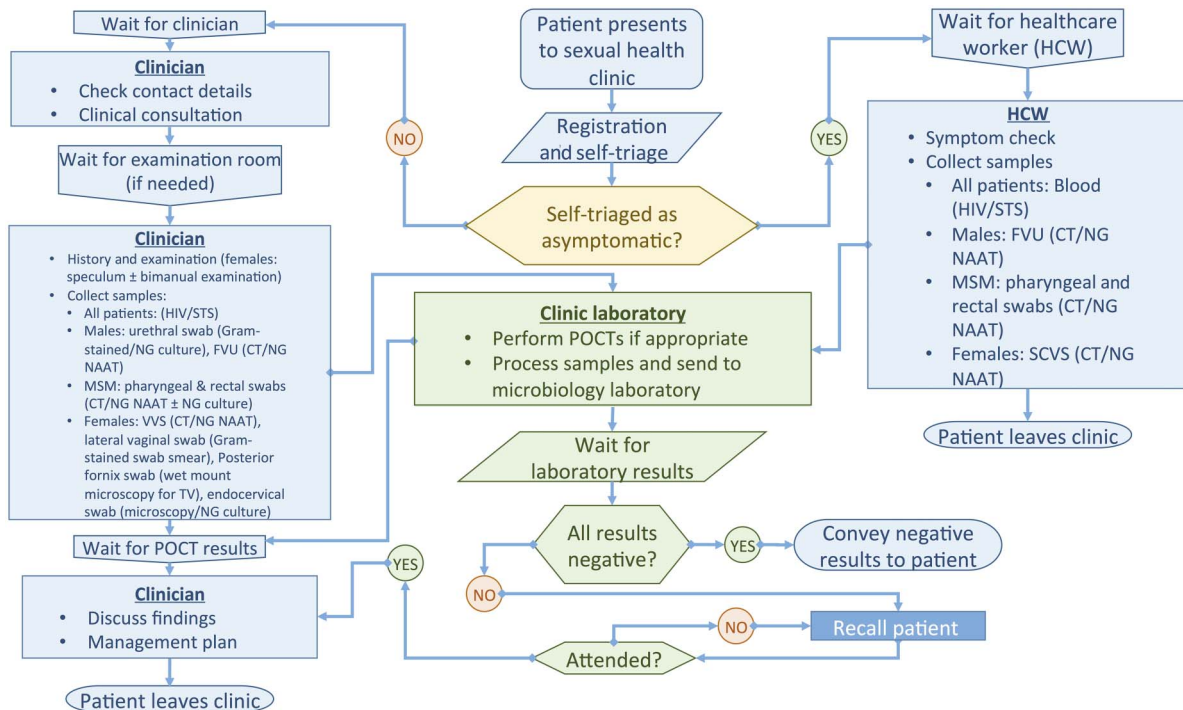 Patient presents
to sexual health
clinic
Registration
and self-triage
Self-triaged as
asymptomatic?
NO
YES
Wait for clinician
Clinician
• Check contact details
• Clinical consultation
Wait for examination room
(if needed)
Clinician
• History and examination (females:
speculum ± bimanual examination)
• Collect samples:
• All patients: (HIV/STS)
• Males: urethral swab (Gram-
stained/NG culture), FVU (CT/NG
NAAT)
• MSM: pharyngeal & rectal swabs
(CT/NG NAAT ± NG culture)
• Females: VVS (CT/NG NAAT),
lateral vaginal swab (Gram-
stained swab smear), Posterior
fornix swab (wet mount
microscopy for TV), endocervical
swab (microscopy/NG culture)
Wait for POCT results
Clinician
• Discuss findings
• Management plan
Patient leaves clinic
Wait for healthcare
worker (HCW)
HCW
• Symptom check
• Collect samples
• All patients: Blood
(HIV/STS)
• Males: FVU (CT/NG
NAAT)
• MSM: pharyngeal and
rectal swabs (CT/NG
NAAT)
• Females: SCVS (CT/NG
NAAT)
Patient leaves clinic
Clinic laboratory
• Perform POCTs if appropriate
• Process samples and send to
microbiology laboratory
Wait for
laboratory results
All results
negative?
YES
Convey negative
results to patient
NO
Recall patient
Attended?
NO
YES